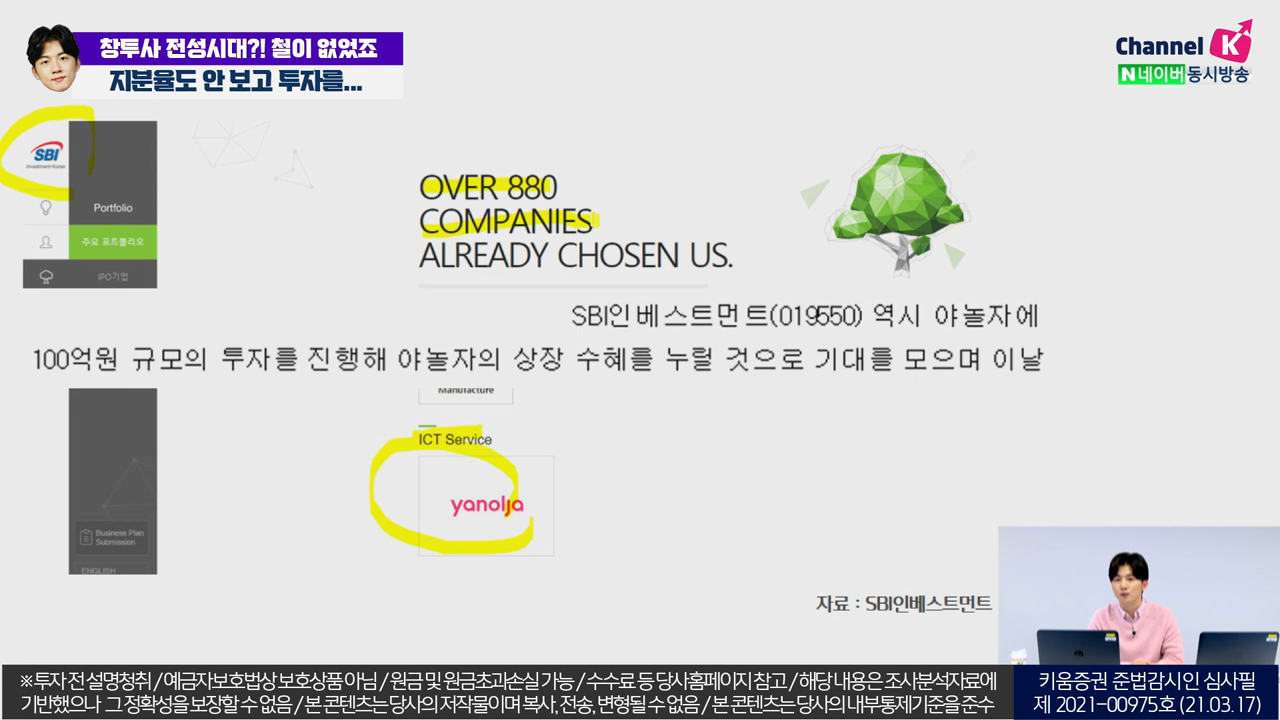 창투사 전성시대?! 철이 없었죠
지분율도 안 보고 투자를...
Channel K
N 네이버 동시방송
SBI
Investment Korea
Portfolio
주요 포트폴리오
IPO기업
OVER 880
COMPANIES
ALREADY CHOSEN US.
SBI인베스트먼트(019550) 역시 야놀자에
100억원 규모의 투자를 진행해 야놀자의 상장 수혜를 누릴 것으로 기대를 모으며 이날
Manufacture
ICT Service
yanolja
Business Plan
Submission
ENGLISH
자료 : SBI인베스트먼트
※ 투자 전 설명청취 / 예금자보호법상 보호상품 아님 / 원금 및 원금초과손실 가능 / 수수료 등 당사홈페이지 참고 / 해당 내용은 조사분석자료에
기반했으나 그 정확성을 보장할 수 없음 / 본 콘텐츠는 당사의 저작물이며 복사, 전송, 변형될 수 없음 / 본 콘텐츠는 당사의 내부통제기준을 준수
키움증권 준법감시인 심사필
제 2021-00975호 (21.03.17)